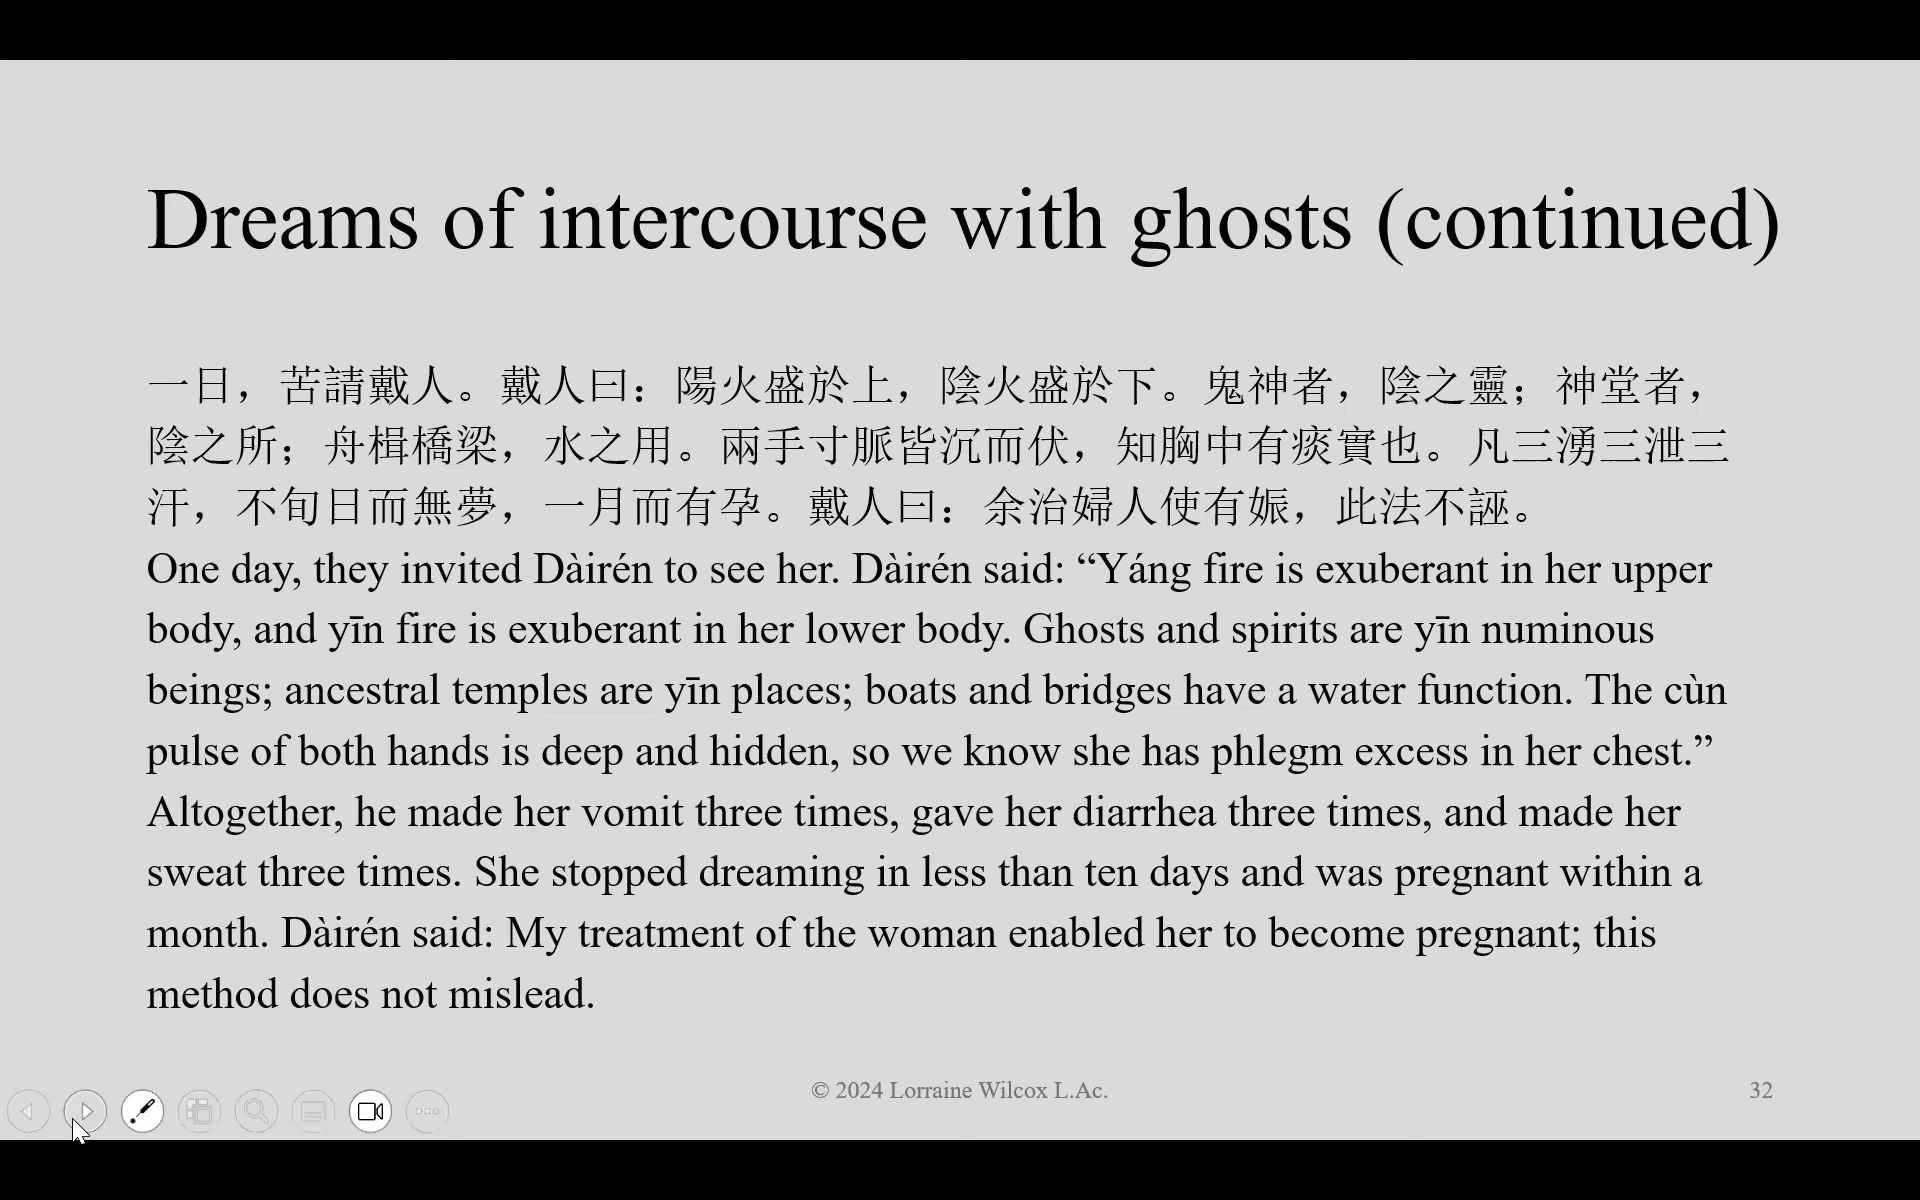 Dreams of intercourse with ghosts (continued)
一日，苦請戴人。戴人曰：陽火盛於上，陰火盛於下。鬼神者，陰之靈；神堂者，
陰之所；舟楫橋梁，水之用。兩手寸脈皆沉而伏，知胸中有痰實也。凡三湧三泄三
汗，不旬日而無夢，一月而有孕。戴人曰：余治婦人使有娠，此法不誣。
One day, they invited Dàirén to see her. Dàirén said: “Yáng fire is exuberant in her upper
body, and yīn fire is exuberant in her lower body. Ghosts and spirits are yīn numinous
beings; ancestral temples are yīn places; boats and bridges have a water function. The cùn
pulse of both hands is deep and hidden, so we know she has phlegm excess in her chest.”
Altogether, he made her vomit three times, gave her diarrhea three times, and made her
sweat three times. She stopped dreaming in less than ten days and was pregnant within a
month. Dàirén said: My treatment of the woman enabled her to become pregnant; this
method does not mislead.
© 2024 Lorraine Wilcox L.Ac.
32